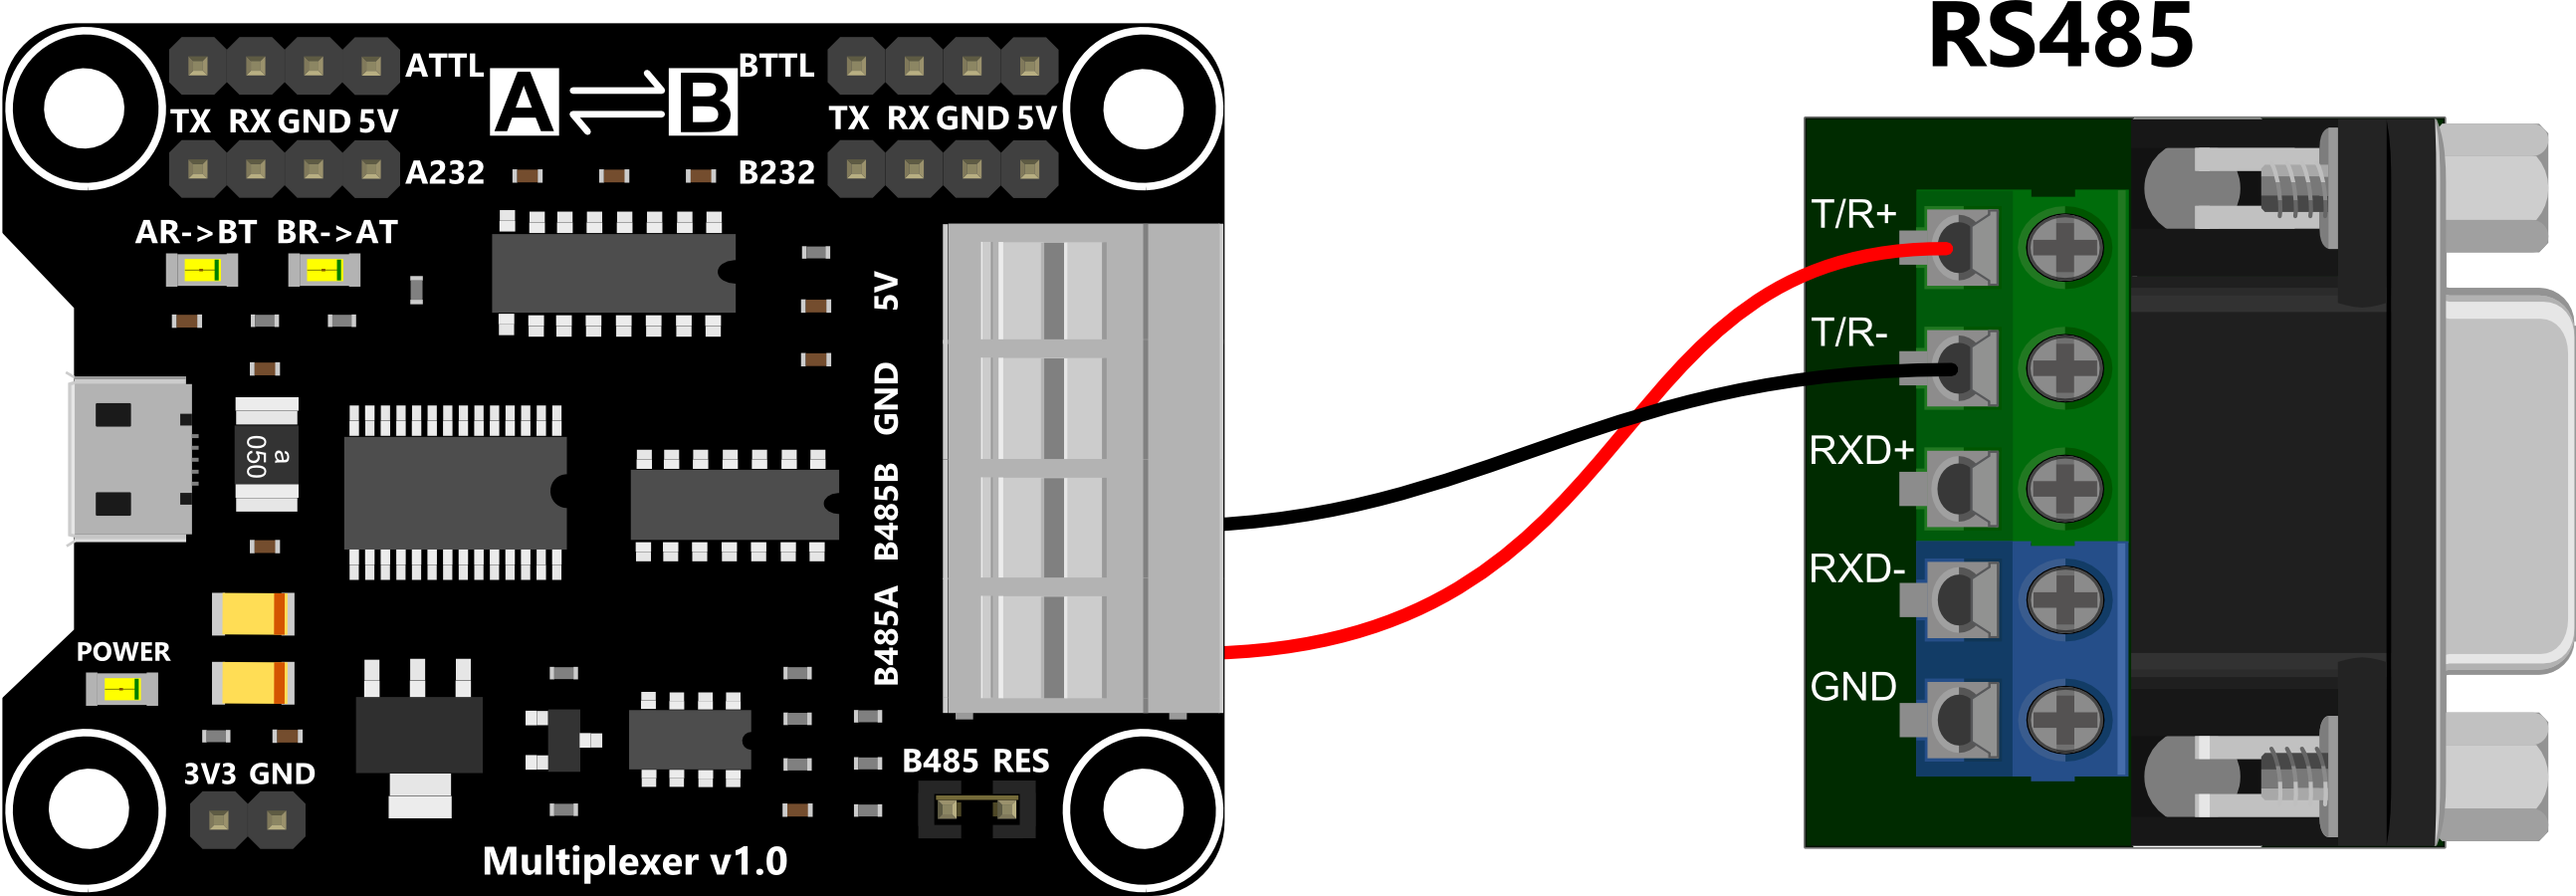 RS485
ATTL
A
B
BTTL
TX RX GND 5V
TX RX GND 5V
A232
B232
AR->BT BR->AT
5V
GND
B485B
B485A
a
050
POWER
3V3 GND
B485 RES
Multiplexer v1.0
T/R+
T/R-
RXD+
RXD-
GND